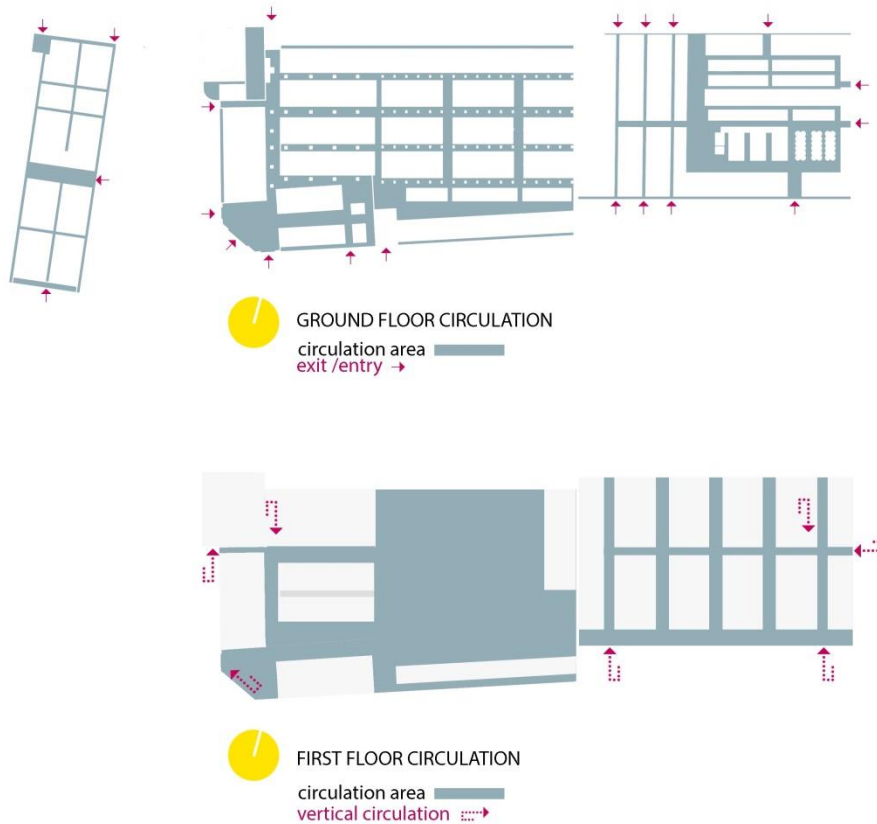 GROUND FLOOR CIRCULATION
circulation area
exit /entry
FIRST FLOOR CIRCULATION
circulation area
vertical circulation